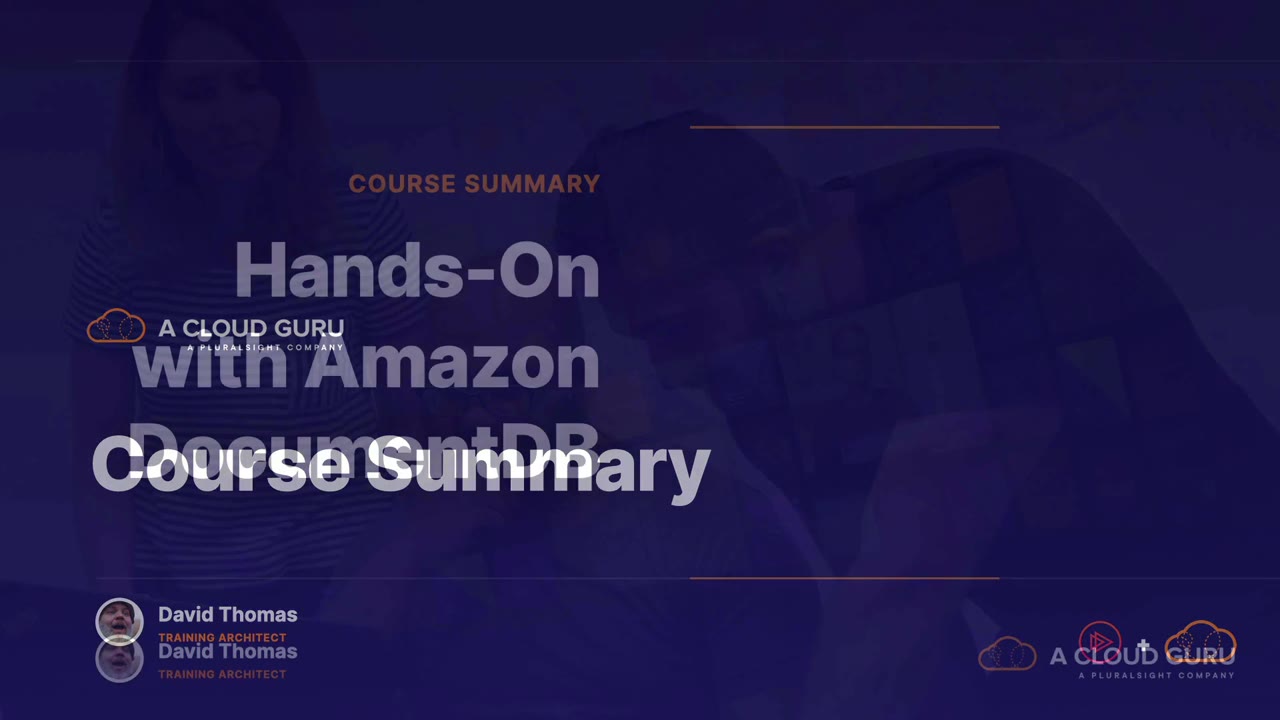 COURSE SUMMARY
Hands-On
A CLOUD GURU
A PLURALSIGHT COMPANY
with Amazon
DocumentDB
Course Summary
David Thomas
TRAINING ARCHITECT
David Thomas
TRAINING ARCHITECT
+
A CLOUD GURU
A PLURALSIGHT COMPANY